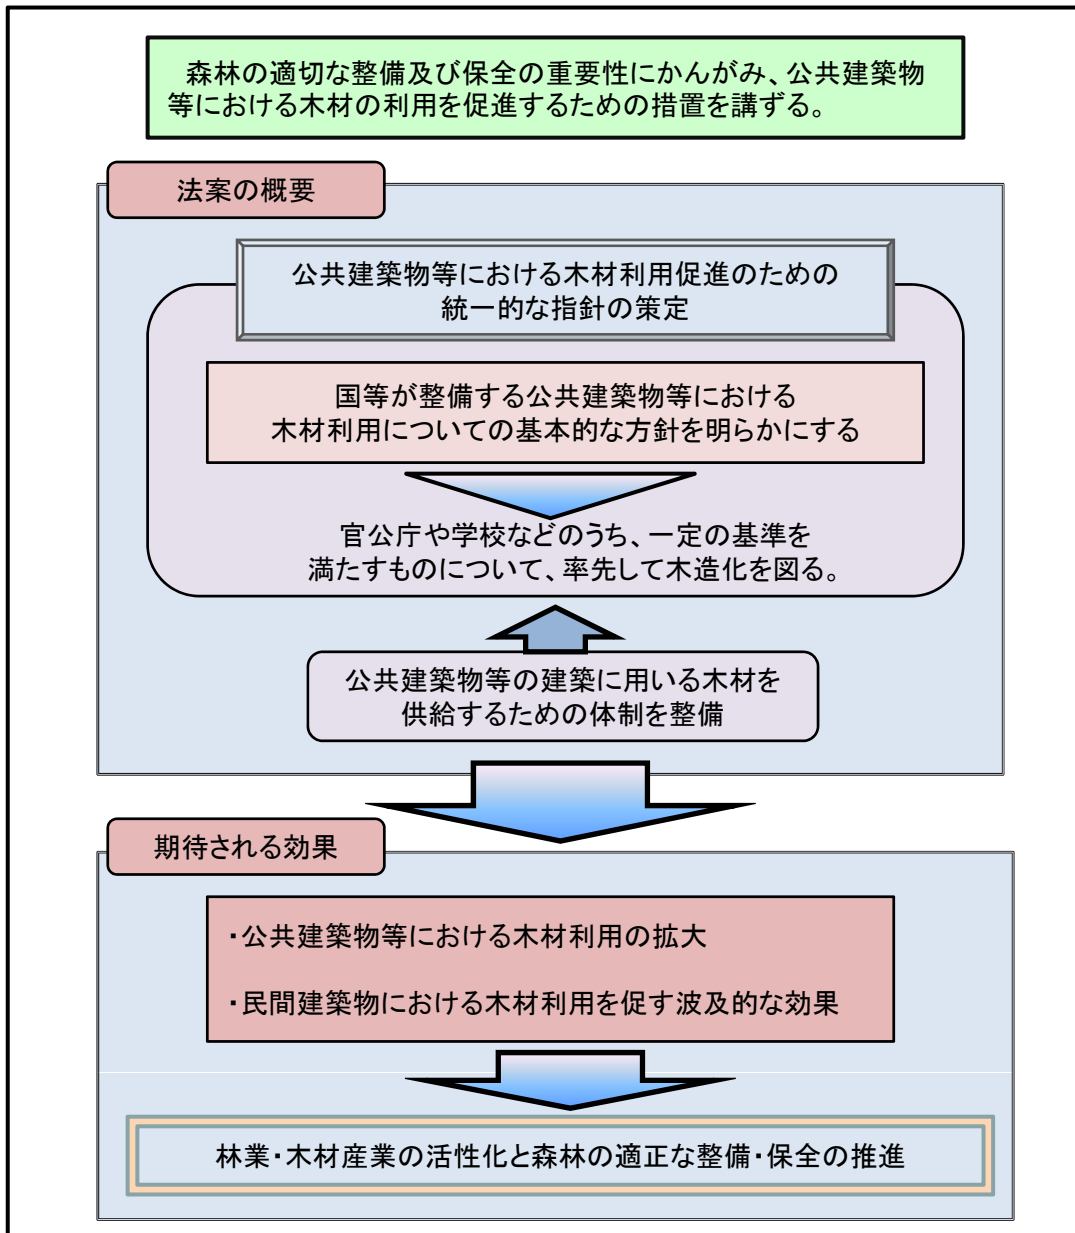 森林の適切な整備及び保全の重要性にかんがみ、公共建築物
等における木材の利用を促進するための措置を講ずる。
法案の概要
公共建築物等における木材利用促進のための
統一的な指針の策定
国等が整備する公共建築物等における
木材利用についての基本的な方針を明らかにする
官公庁や学校などのうち、一定の基準を
満たすものについて、率先して木造化を図る。
公共建築物等の建築に用いる木材を
供給するための体制を整備
期待される効果
・公共建築物等における木材利用の拡大
・民間建築物における木材利用を促す波及的な効果
林業・木材産業の活性化と森林の適正な整備・保全の推進